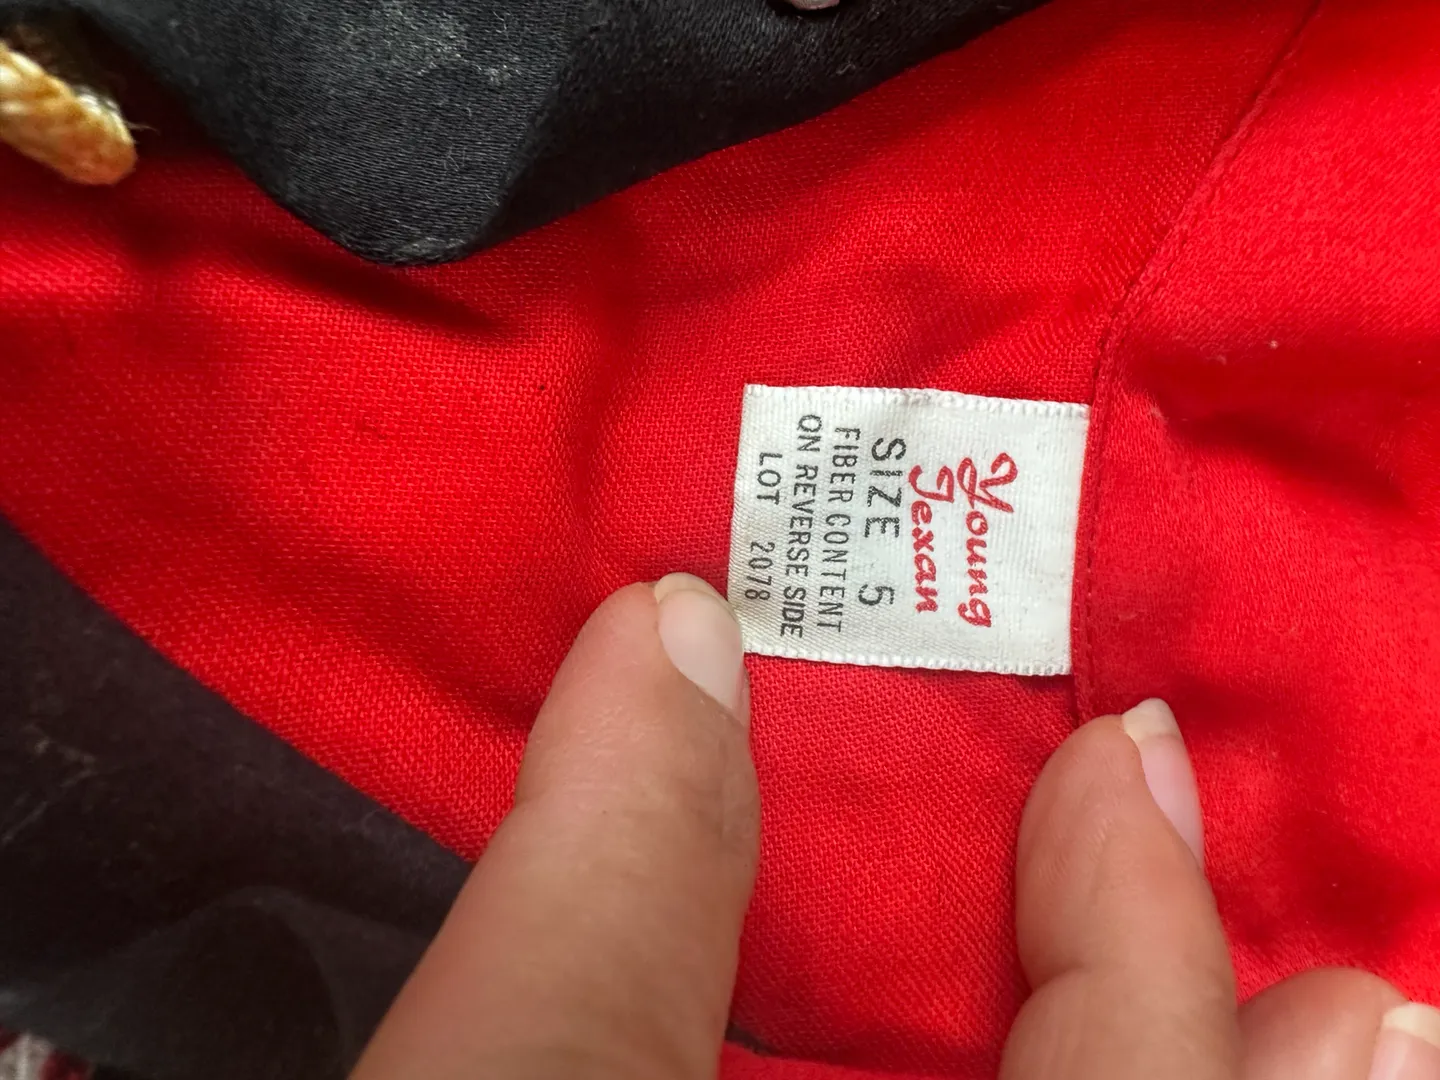 Young
Texan
SIZE 5
FIBER CONTENT
ON REVERSE SIDE
LOT 2078